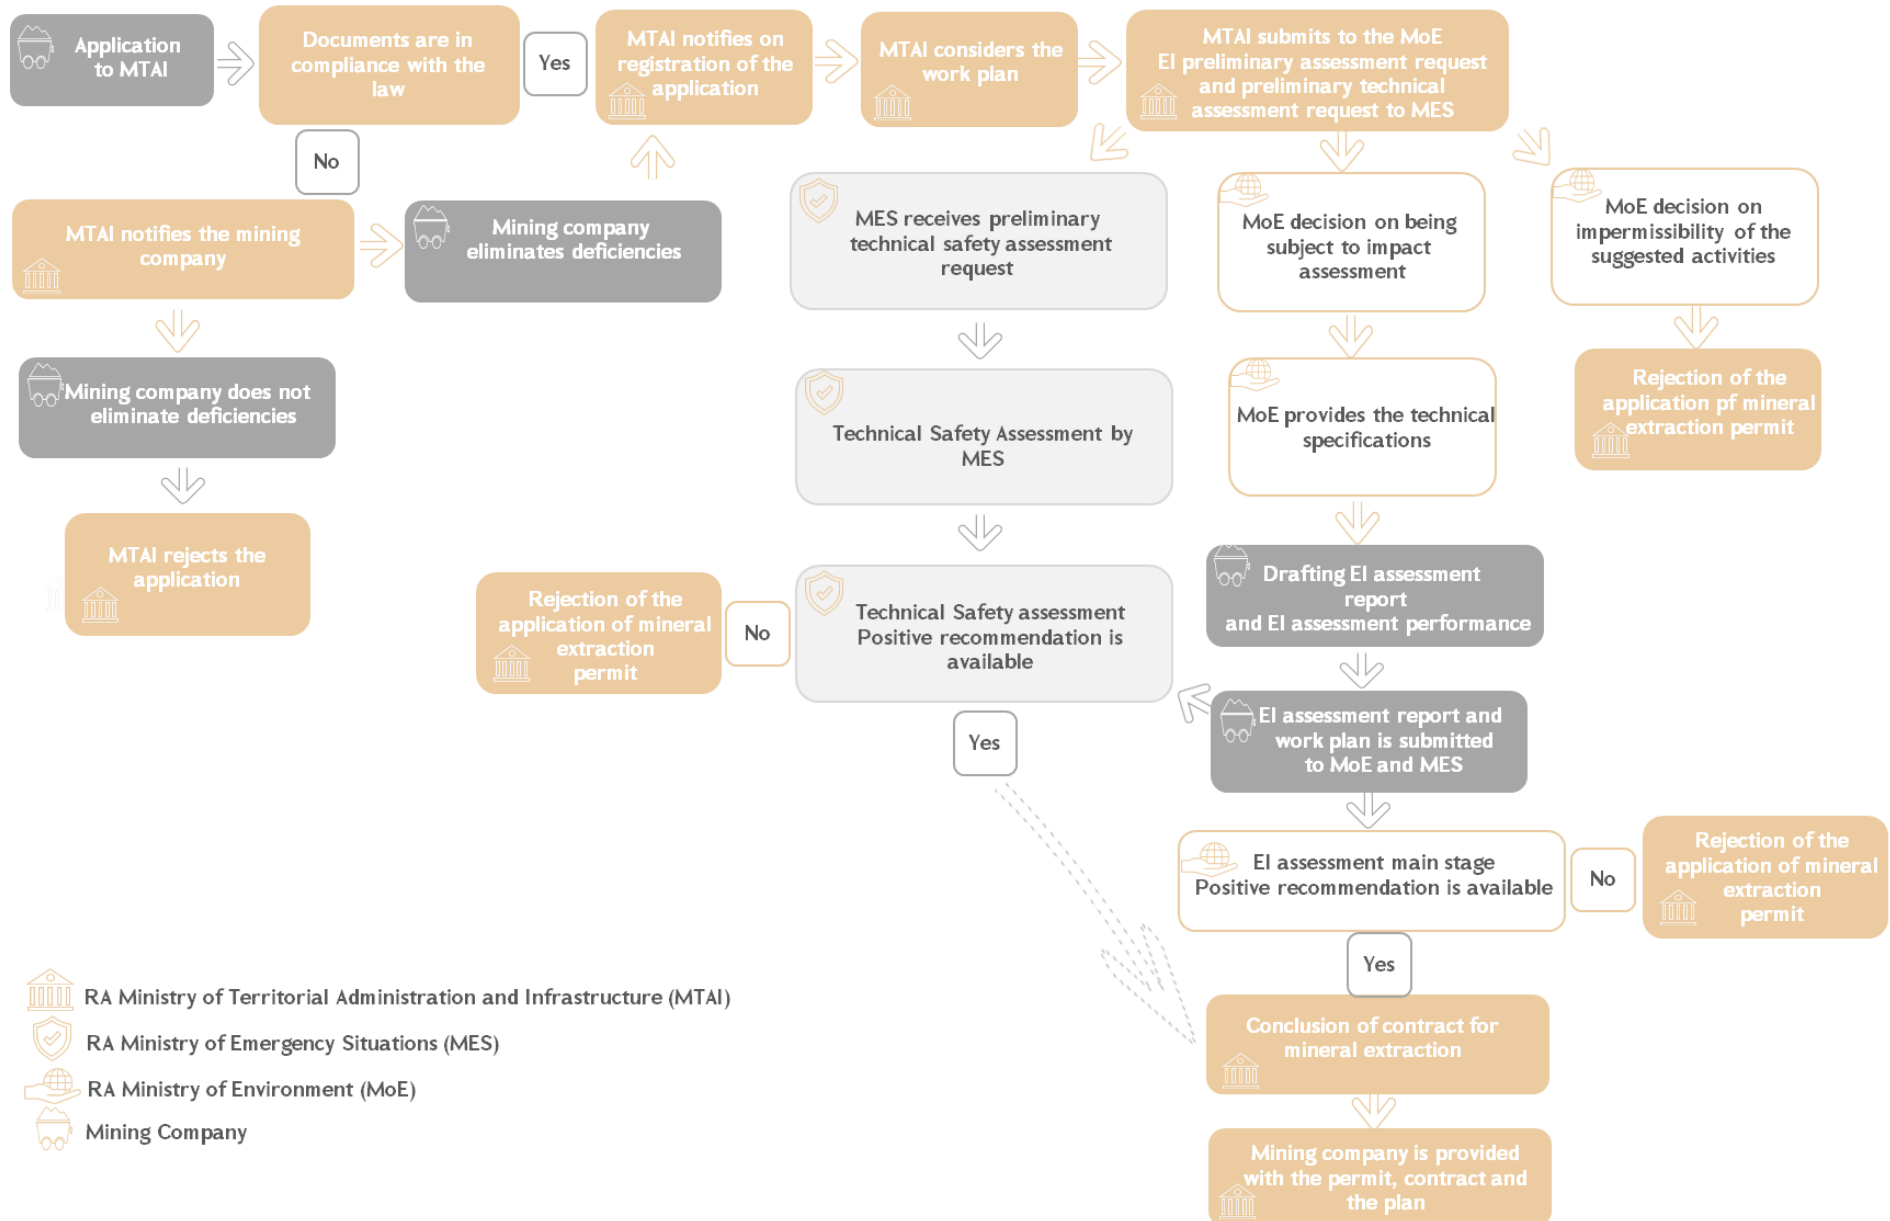 Application
to MTAI
Documents are in
compliance with the
law
Yes
MTAI notifies on
registration of the
application
MTAI considers the
work plan
MTAI submits to the MoE
EI preliminary assessment request
and preliminary technical
assessment request to MES
No
MTAI notifies the mining
company
Mining company
eliminates deficiencies
MES receives preliminary
technical safety assessment
request
MoE decision on being
subject to impact
assessment
MoE decision on
impermissibility of the
suggested activities
Mining company does not
eliminate deficiencies
Technical Safety Assessment by
MES
MoE provides the technical
specifications
Rejection of the
application pf mineral
extraction permit
MTAI rejects the
application
Rejection of the
application of mineral
extraction
permit
No
Technical Safety assessment
Positive recommendation is
available
Drafting EI assessment
report
and EI assessment performance
Yes
EI assessment report and
work plan is submitted
to MoE and MES
EI assessment main stage
Positive recommendation is available
No
Rejection of the
application of mineral
extraction
permit
Yes
Conclusion of contract for
mineral extraction
Mining company is provided
with the permit, contract and
the plan
RA Ministry of Territorial Administration and Infrastructure (MTAI)
RA Ministry of Emergency Situations (MES)
RA Ministry of Environment (MoE)
Mining Company